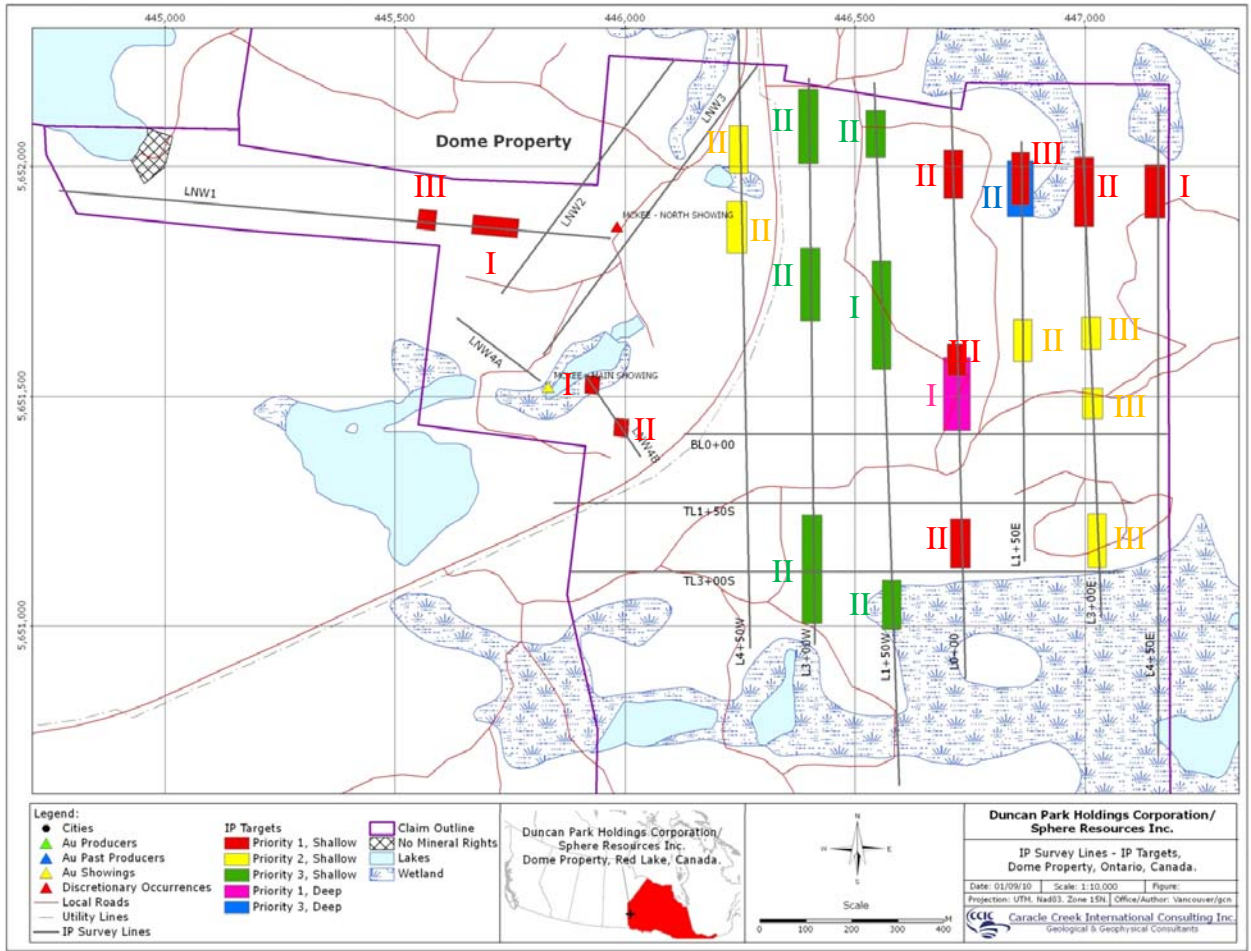 445,000 445,500 446,000 446,500 447,000
5,652,000
5,651,500
5,651,000
Dome Property
LNW1
LNW2
LNW3
LNW4A
LNW4B
MCKEE - NORTH SHOWING
MCKEE - MAIN SHOWING
III
I
I
II
II
II
II
II
II
II
I
II
II
III
I
II
III
II
II
II
III
III
III
I
BL0+00
TL1+50S
TL3+00S
L4+50W
L3+00W
L1+50W
L0+00
L1+50E
L3+00E
L4+50E
Legend:
Cities
Au Producers
Au Past Producers
Au Showings
Discretionary Occurrences
Local Roads
Utility Lines
IP Survey Lines
IP Targets
Priority 1, Shallow
Priority 2, Shallow
Priority 3, Shallow
Priority 1, Deep
Priority 3, Deep
Claim Outline
No Mineral Rights
Lakes
Wetland
Duncan Park Holdings Corporation/
Sphere Resources Inc.
Dome Property, Red Lake, Canada.
N
W E
S
Scale
0 100 200 300 400 M
Duncan Park Holdings Corporation/
Sphere Resources Inc.
IP Survey Lines - IP Targets,
Dome Property, Ontario, Canada.
Date: 01/09/10 Scale: 1:10,000 Figure:
Projection: UTM, Nad83, Zone 15N. Office/Author: Vancouver/gcn
CCIC Caracle Creek International Consulting Inc.
Geological & Geophysical Consultants